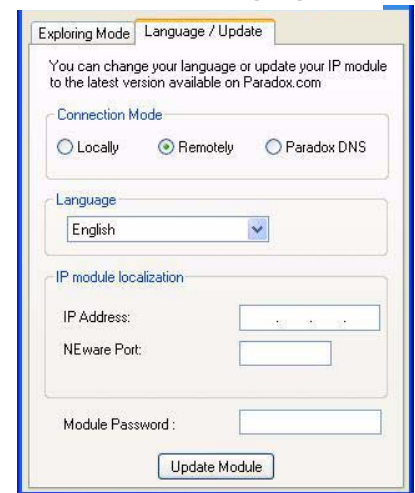 Exploring Mode Language / Update
You can change your language or update your IP module
to the latest version available on Paradox.com
Connection Mode
Locally Remotely Paradox DNS
Language
English
IP module localization
IP Address:
NEware Port:
Module Password :
Update Module